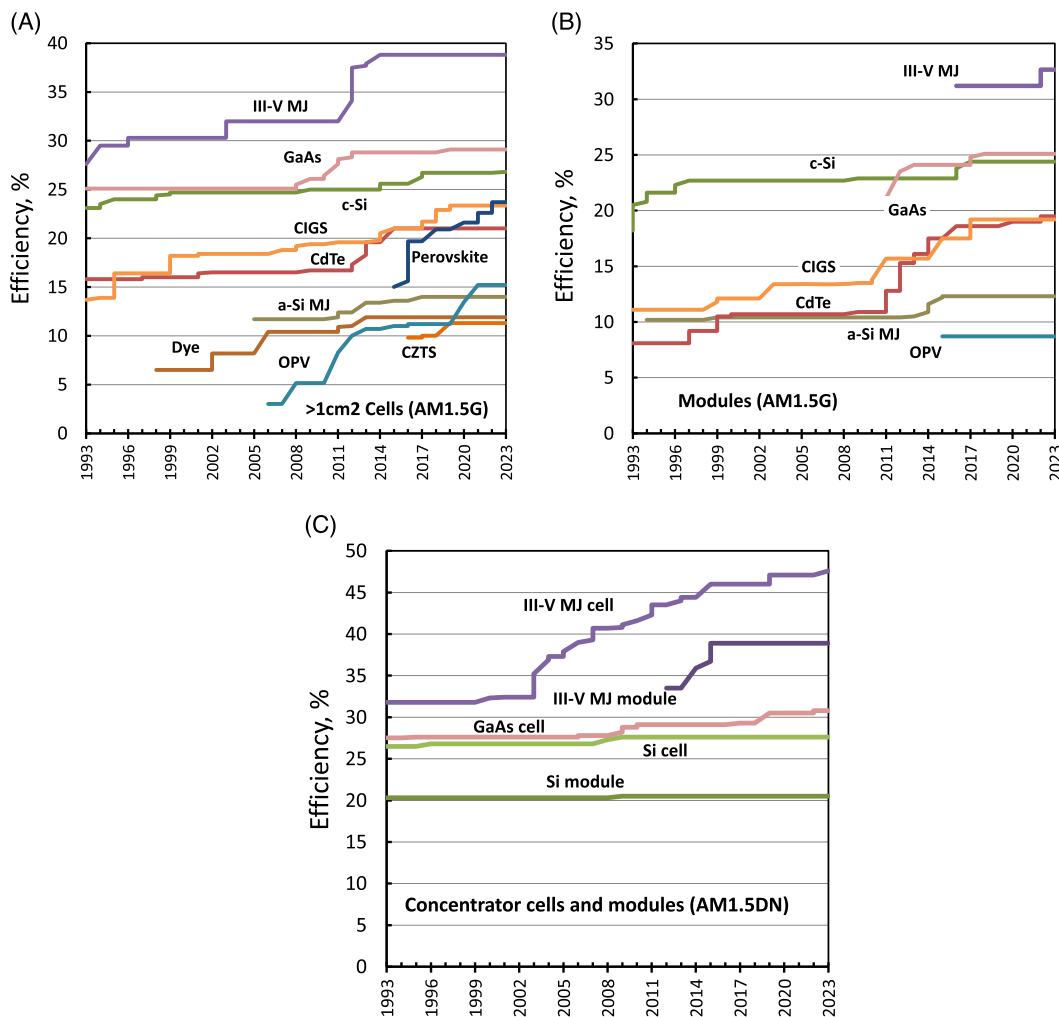 (A)
Efficiency, %
40
35
30
25
20
15
10
5
0
III-V MJ
GaAs
c-Si
CIGS
CdTe
Perovskite
a-Si MJ
Dye
OPV
CZTS
>1cm2 Cells (AM1.5G)
1993 1996 1999 2002 2005 2008 2011 2014 2017 2020 2023
(B)
Efficiency, %
35
30
25
20
15
10
5
0
III-V MJ
c-Si
GaAs
CIGS
CdTe
a-Si MJ
OPV
Modules (AM1.5G)
1993 1996 1999 2002 2005 2008 2011 2014 2017 2020 2023
(C)
Efficiency, %
50
45
40
35
30
25
20
15
10
5
0
III-V MJ cell
III-V MJ module
GaAs cell
Si cell
Si module
Concentrator cells and modules (AM1.5DN)
1993 1996 1999 2002 2005 2008 2011 2014 2017 2020 2023